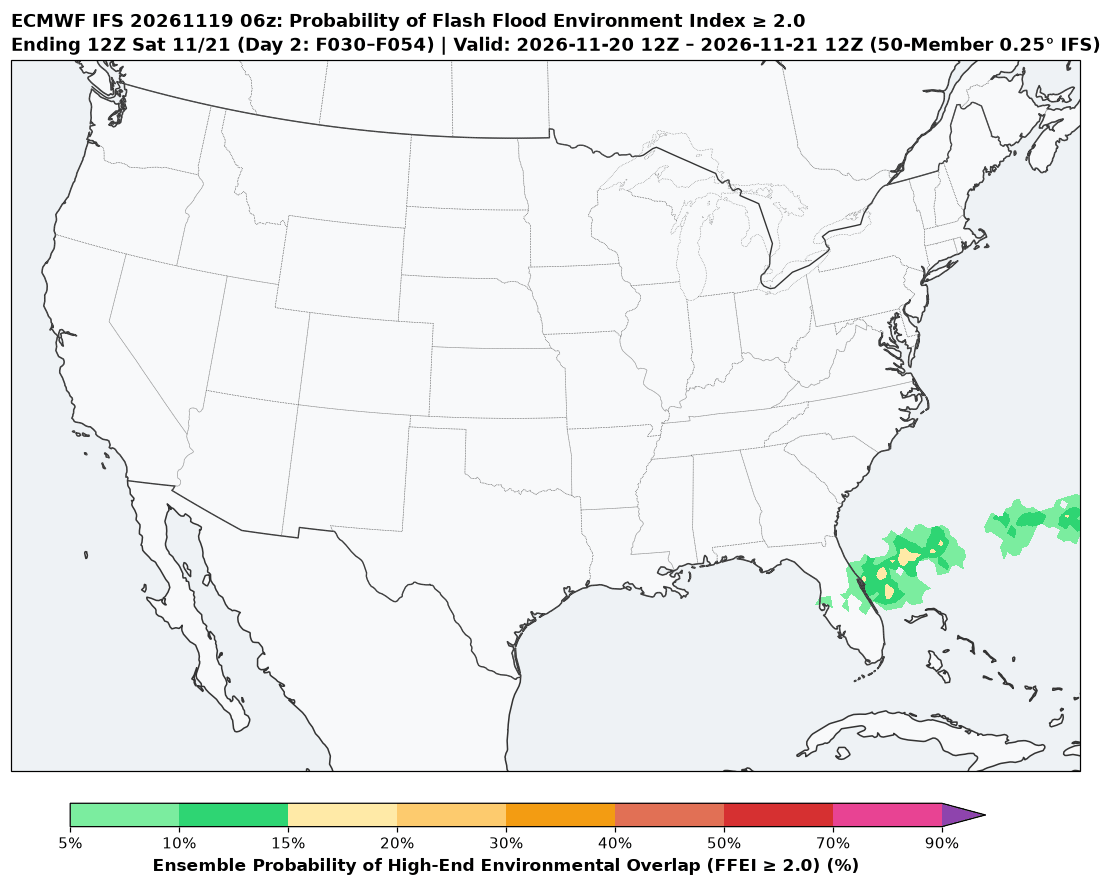 ECMWF IFS 20261119 06z: Probability of Flash Flood Environment Index ≥ 2.0
Ending 12Z Sat 11/21 (Day 2: F030–F054) | Valid: 2026-11-20 12Z – 2026-11-21 12Z (50-Member 0.25° IFS)
5% 10% 15% 20% 30% 40% 50% 70% 90%
Ensemble Probability of High-End Environmental Overlap (FFEI ≥ 2.0) (%)